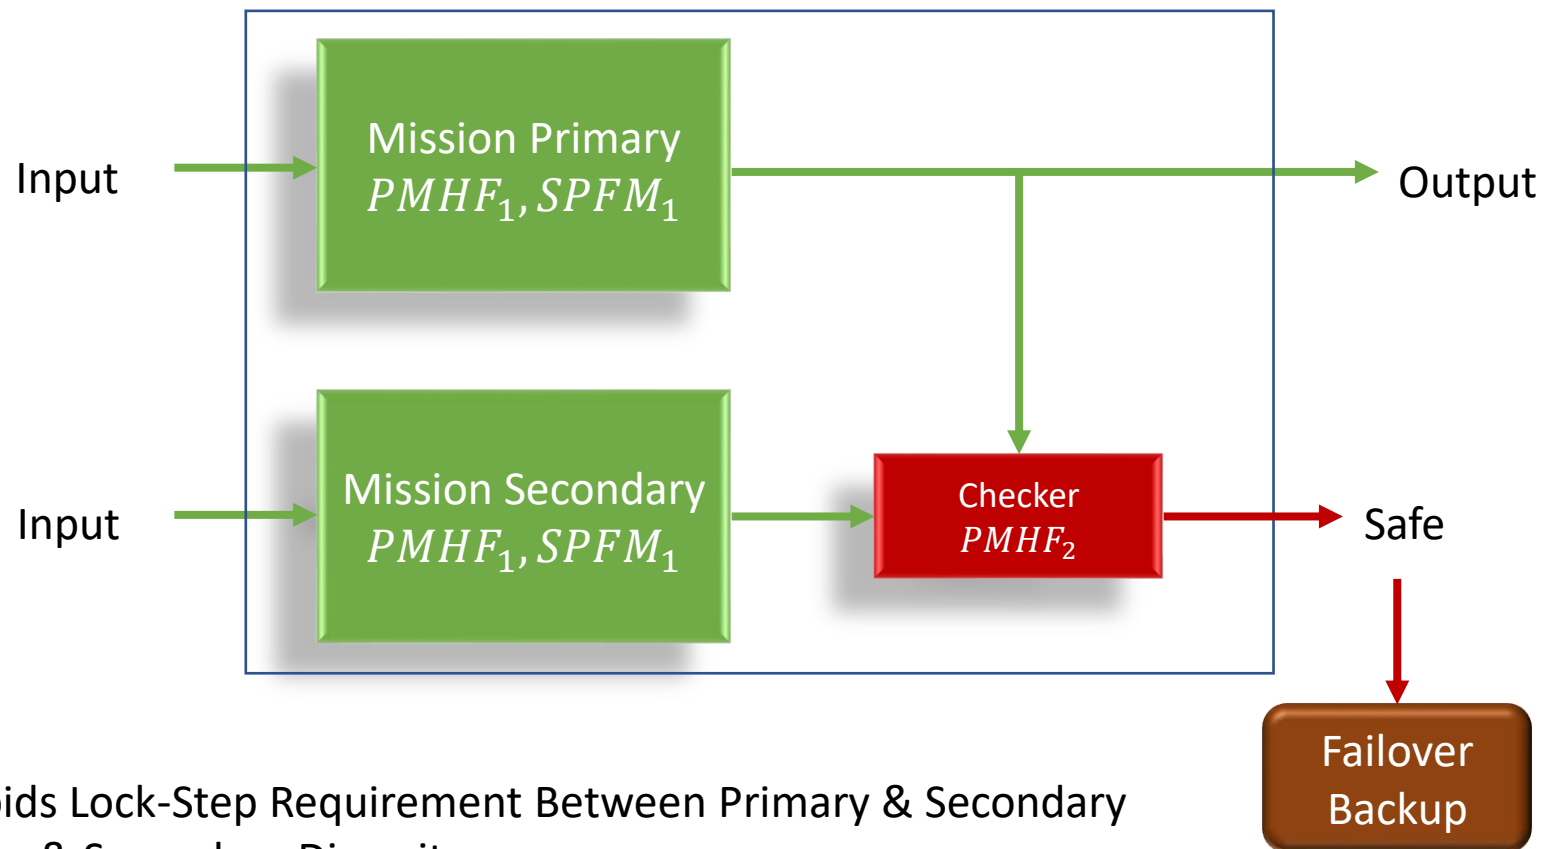 Mission Primary
PMHF₁, SPFM₁
Input
Output
Mission Secondary
PMHF₁, SPFM₁
Checker
PMHF₂
Input
Safe
Failover
Backup
Lock-Step Requirement Between Primary & Secondary
& Secondary